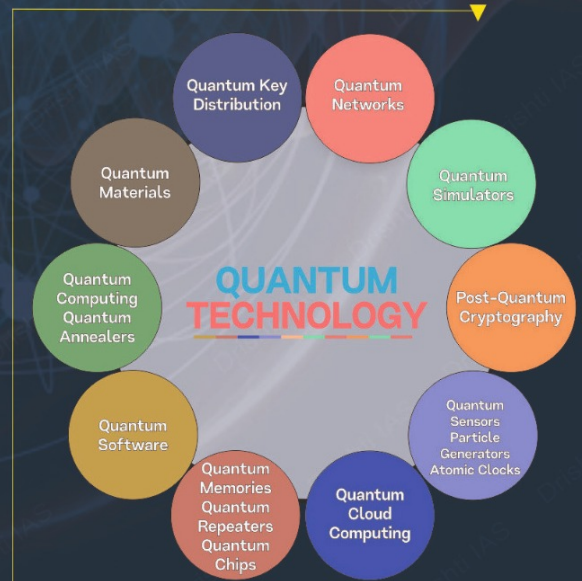 Quantum Key
Distribution
Quantum
Networks
Quantum
Materials
Quantum
Simulators
Quantum
Computing
Quantum
Annealers
QUANTUM
TECHNOLOGY
Post-Quantum
Cryptography
Quantum
Software
Quantum
Sensors
Particle
Generators
Atomic Clocks
Quantum
Memories
Quantum
Repeaters
Quantum
Chips
Quantum
Cloud
Computing